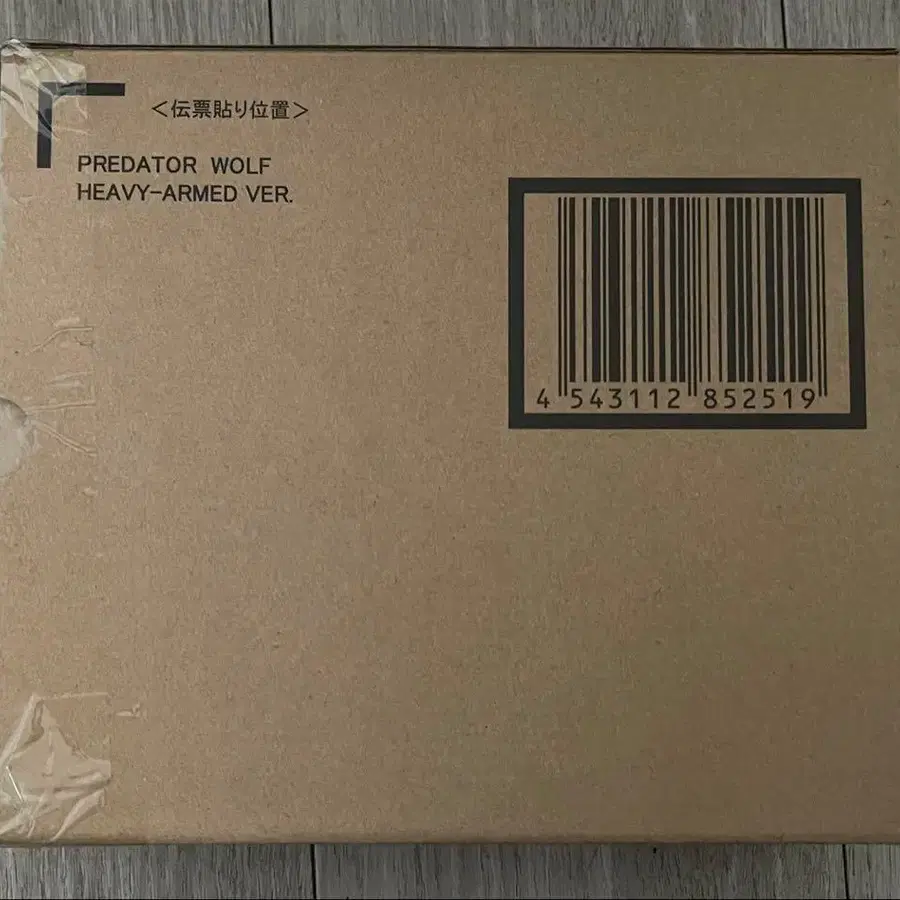 <伝票貼り位置>
PREDATOR WOLF
HEAVY-ARMED VER.
4 543112 852519